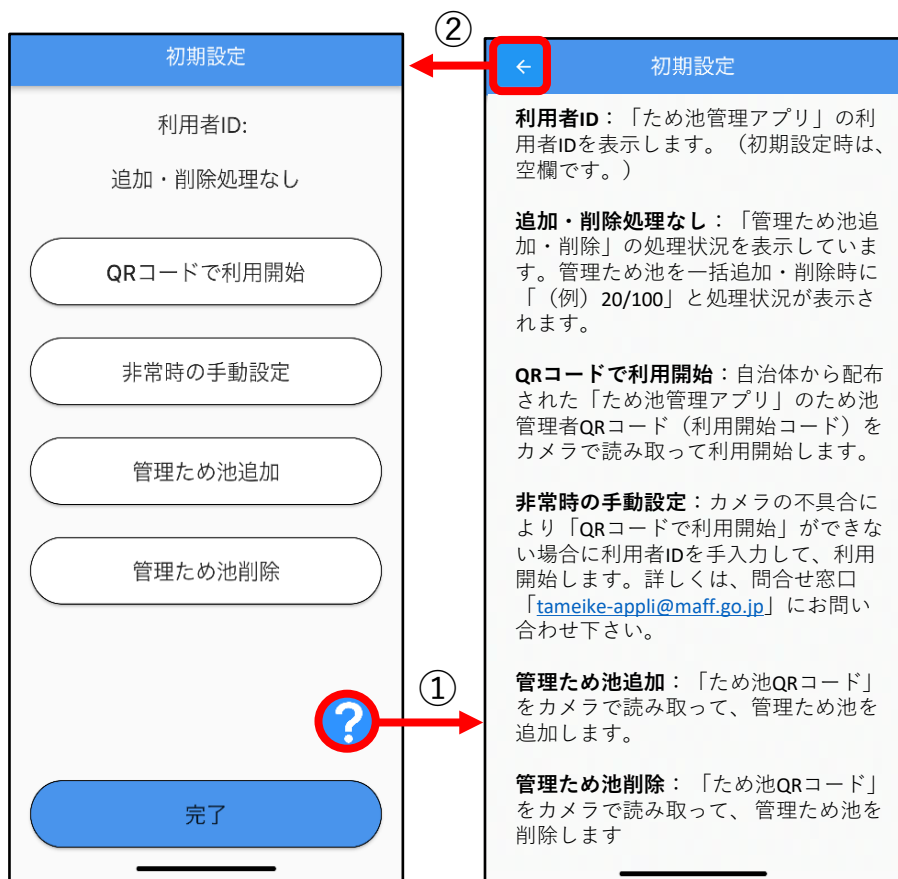 ②
初期設定
利用者ID:
追加・削除処理なし
QRコードで利用開始
非常時の手動設定
管理ため池追加
管理ため池削除
?
①
完了
←
初期設定
利用者ID：「ため池管理アプリ」の利
用者IDを表示します。（初期設定時は、
空欄です。）
追加・削除処理なし：「管理ため池追
加・削除」の処理状況を表示していま
す。管理ため池を一括追加・削除時に
「（例）20/100」と処理状況が表示さ
れます。
QRコードで利用開始：自治体から配布
された「ため池管理アプリ」のため池
管理者QRコード（利用開始コード）を
カメラで読み取って利用開始します。
非常時の手動設定：カメラの不具合に
より「QRコードで利用開始」ができな
い場合に利用者IDを手入力して、利用
開始します。詳しくは、問合せ窓口
「tameike-appli@maff.go.jp」にお問い
合わせ下さい。
管理ため池追加：「ため池QRコード」
をカメラで読み取って、管理ため池を
追加します。
管理ため池削除：「ため池QRコード」
をカメラで読み取って、 管理ため池を
削除します